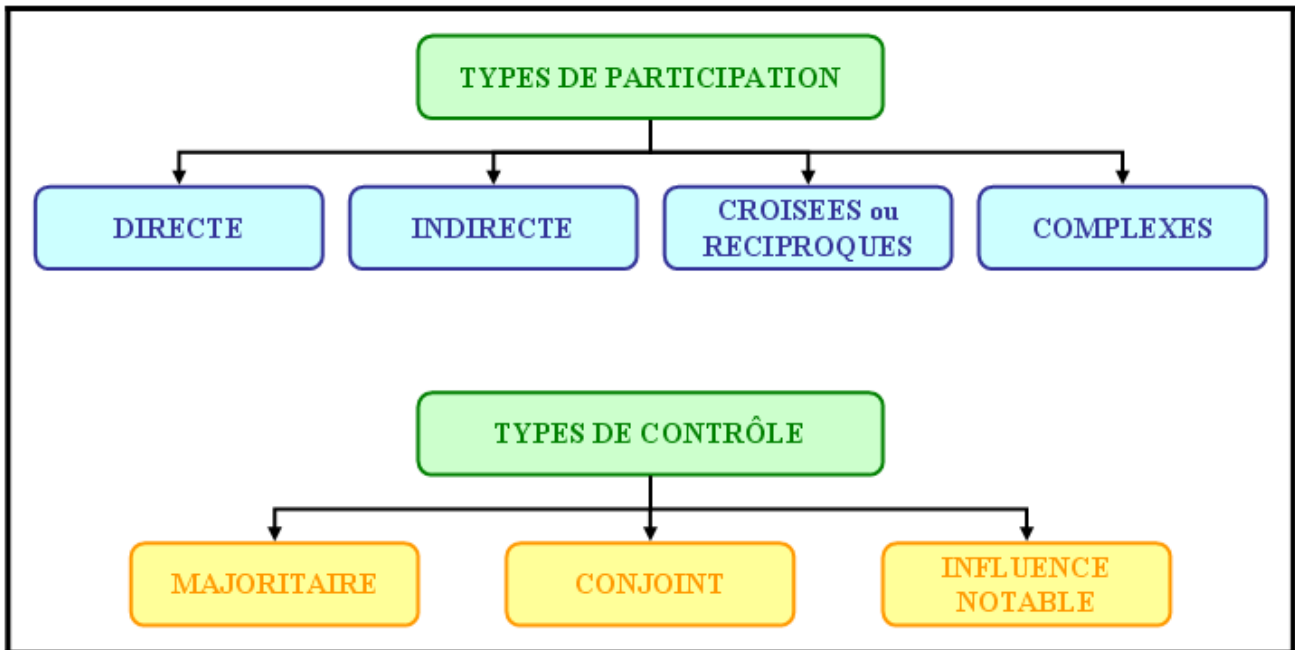 TYPES DE PARTICIPATION
DIRECTE
INDIRECTE
CROISEES ou
RECIPROQUES
COMPLEXES
TYPES DE CONTRÔLE
MAJORITAIRE
CONJOINT
INFLUENCE
NOTABLE